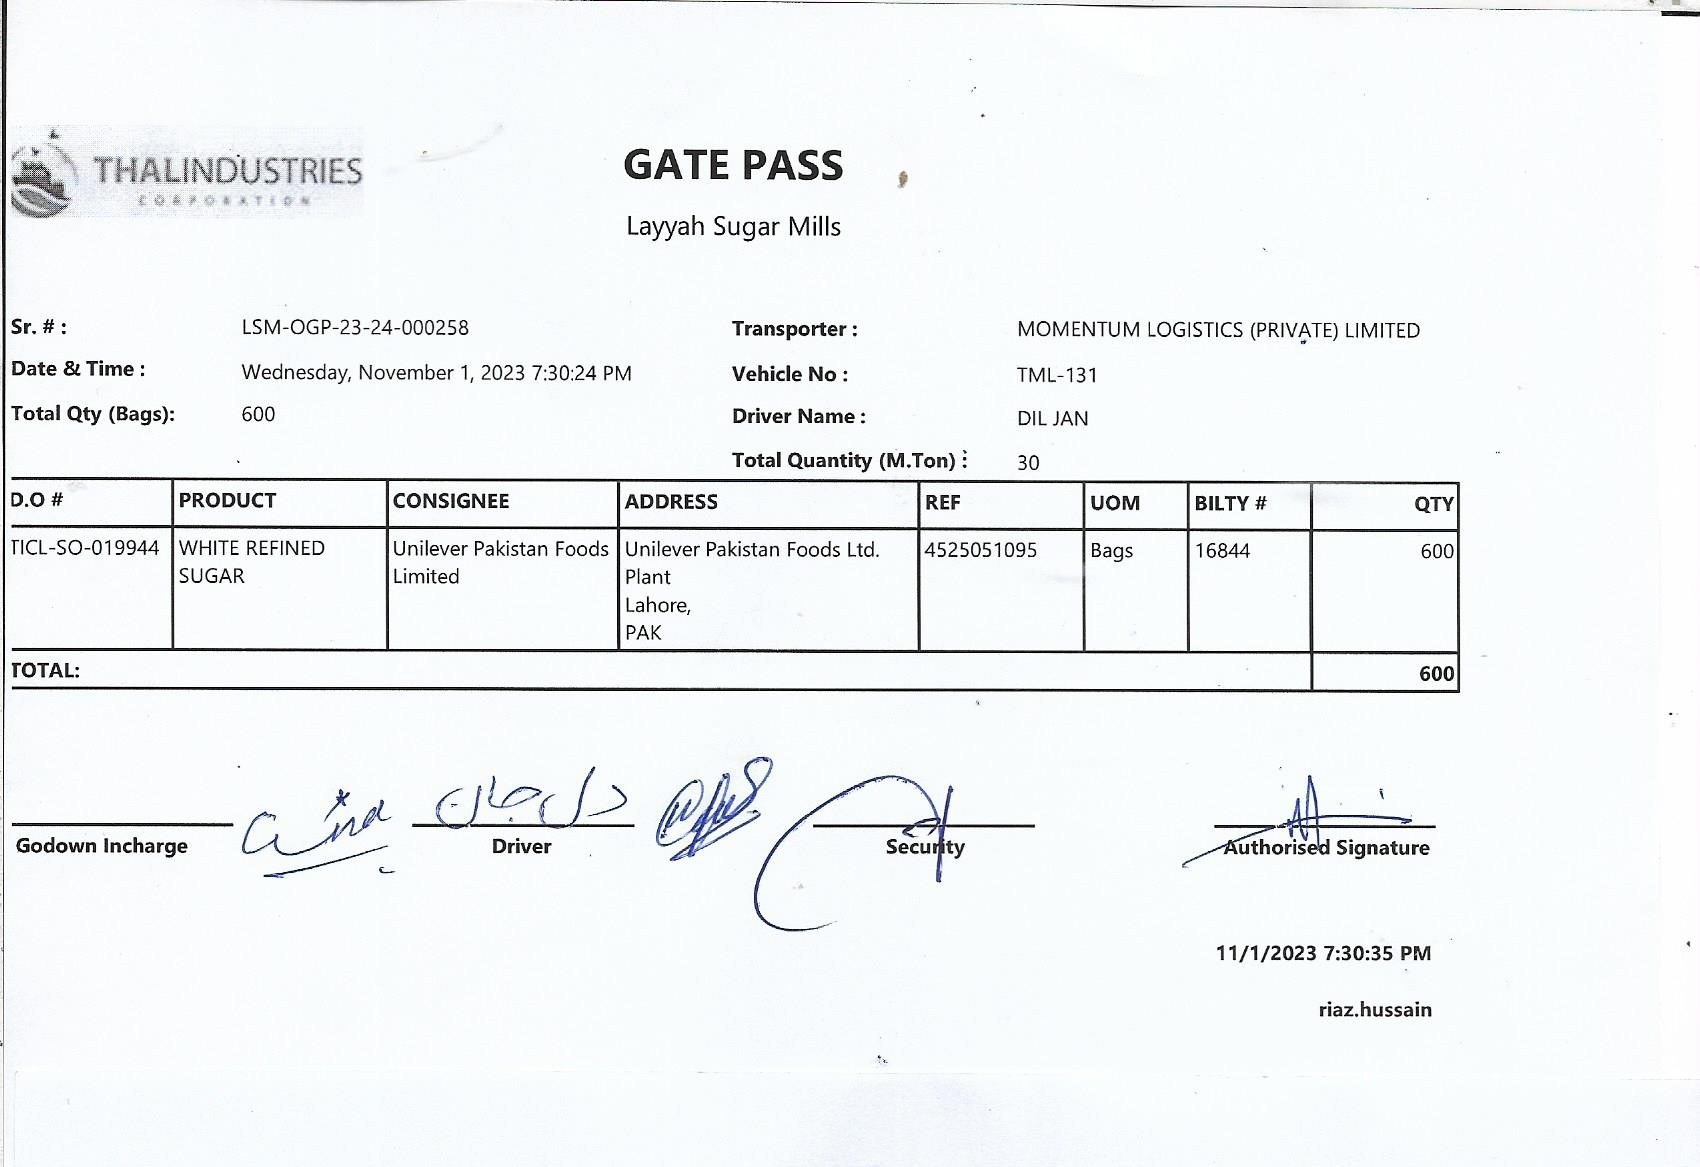 THALINDUSTRIES
CORPORATION
GATE PASS
Layyah Sugar Mills
Sr. # : LSM-OGP-23-24-000258 Transporter : MOMENTUM LOGISTICS (PRIVATE) LIMITED
Date & Time : Wednesday, November 1, 2023 7:30:24 PM Vehicle No : TML-131
Total Qty (Bags): 600 Driver Name : DIL JAN
Total Quantity (M.Ton) : 30
D.O # PRODUCT CONSIGNEE ADDRESS REF UOM BILTY # QTY
TICL-SO-019944 WHITE REFINED Unilever Pakistan Foods Unilever Pakistan Foods Ltd. 4525051095 Bags 16844 600
SUGAR Limited Plant
Lahore,
PAK
TOTAL: 600
دل جان
Godown Incharge Driver Security Authorised Signature
11/1/2023 7:30:35 PM
riaz.hussain